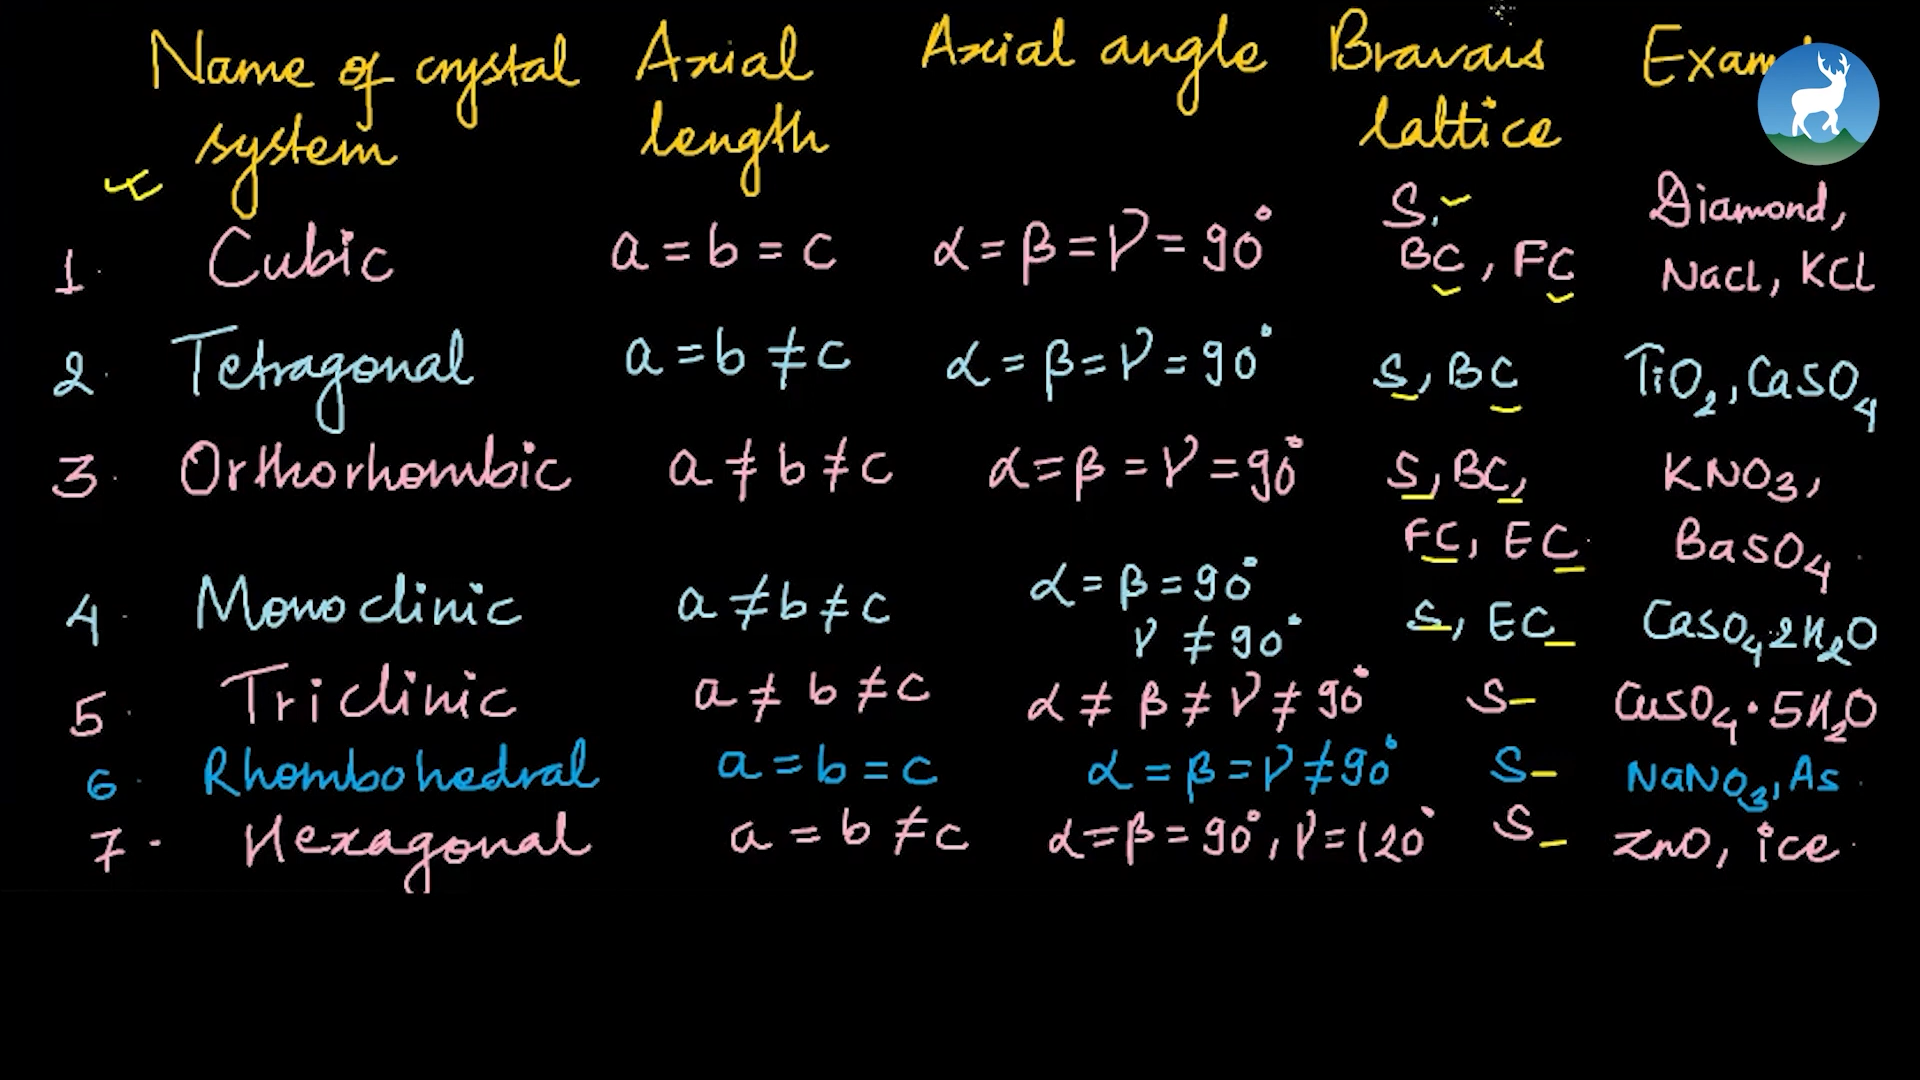 Name of crystal system Axial length Axial angle Bravais lattice Exam
1. Cubic a = b = c α = β = γ = 90° S, BC, FC Diamond, NaCl, KCl
2. Tetragonal a = b ≠ c α = β = γ = 90° S, BC TiO₂, CaSO₄
3. Orthorhombic a ≠ b ≠ c α = β = γ = 90° S, BC, FC, EC KNO₃, BaSO₄
4. Monoclinic a ≠ b ≠ c α = β = 90° γ ≠ 90° S, EC CaSO₄.2H₂O
5. Triclinic a ≠ b ≠ c α ≠ β ≠ γ ≠ 90° S CuSO₄.5H₂O
6. Rhombohedral a = b = c α = β = γ ≠ 90° S NaNO₃, As
7. Hexagonal a = b ≠ c α = β = 90°, γ = 120° S ZnO, ice